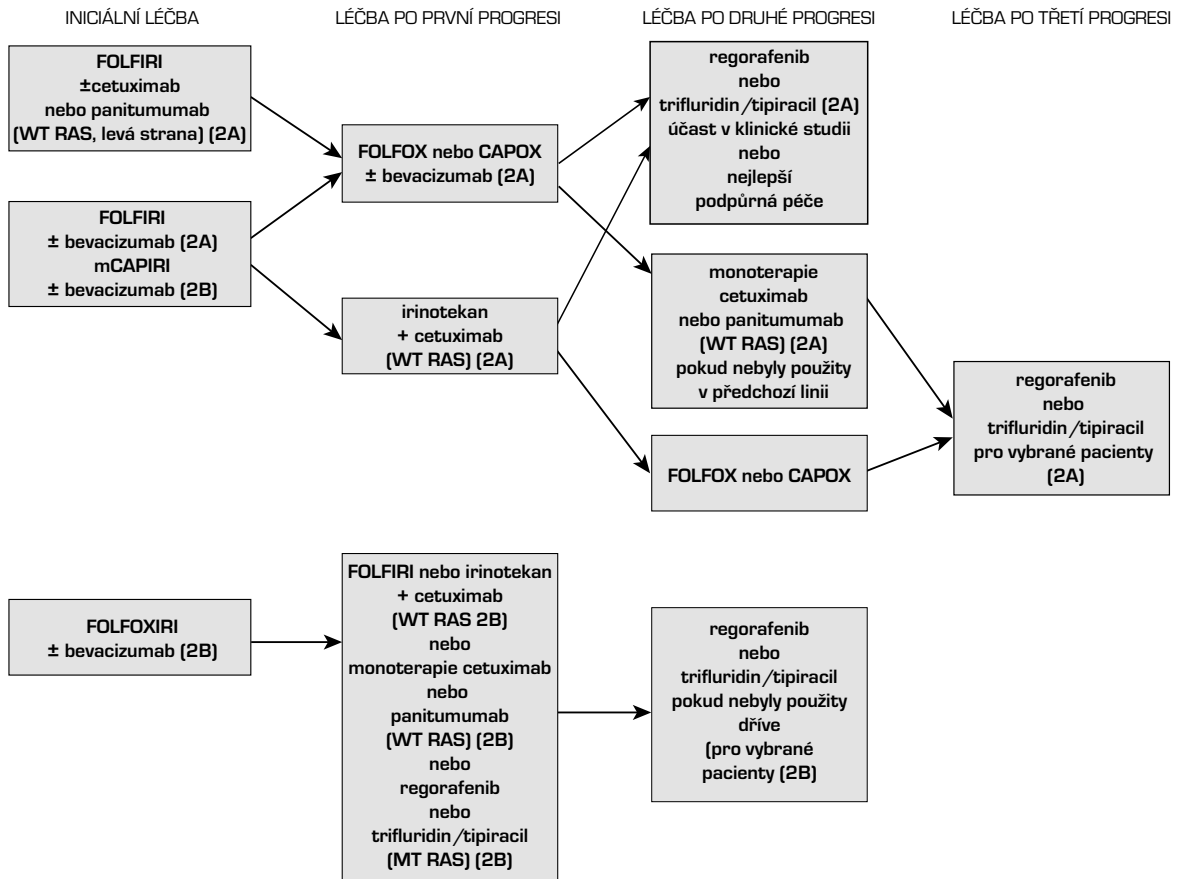 INICIÁLNÍ LÉČBA
LÉČBA PO PRVNÍ PROGRESI
LÉČBA PO DRUHÉ PROGRESI
LÉČBA PO TŘETÍ PROGRESI
FOLFIRI
±cetuximab
nebo panitumumab
(WT RAS, levá strana) (2A)
FOLFIRI
± bevacizumab (2A)
mCAPIRI
± bevacizumab (2B)
FOLFOX nebo CAPOX
± bevacizumab (2A)
irinotekan
+ cetuximab
(WT RAS) (2A)
regorafenib
nebo
trifluridin/tipiracil (2A)
účast v klinické studii
nebo
nejlepší
podpůrná péče
monoterapie
cetuximab
nebo panitumumab
(WT RAS) (2A)
pokud nebyly použity
v předchozí linii
FOLFOX nebo CAPOX
regorafenib
nebo
trifluridin/tipiracil
pro vybrané pacienty
(2A)
FOLFOXIRI
± bevacizumab (2B)
FOLFIRI nebo irinotekan
+ cetuximab
(WT RAS 2B)
nebo
monoterapie cetuximab
nebo
panitumumab
(WT RAS) (2B)
nebo
regorafenib
nebo
trifluridin/tipiracil
(MT RAS) (2B)
regorafenib
nebo
trifluridin/tipiracil
pokud nebyly použity
dříve
(pro vybrané
pacienty (2B)